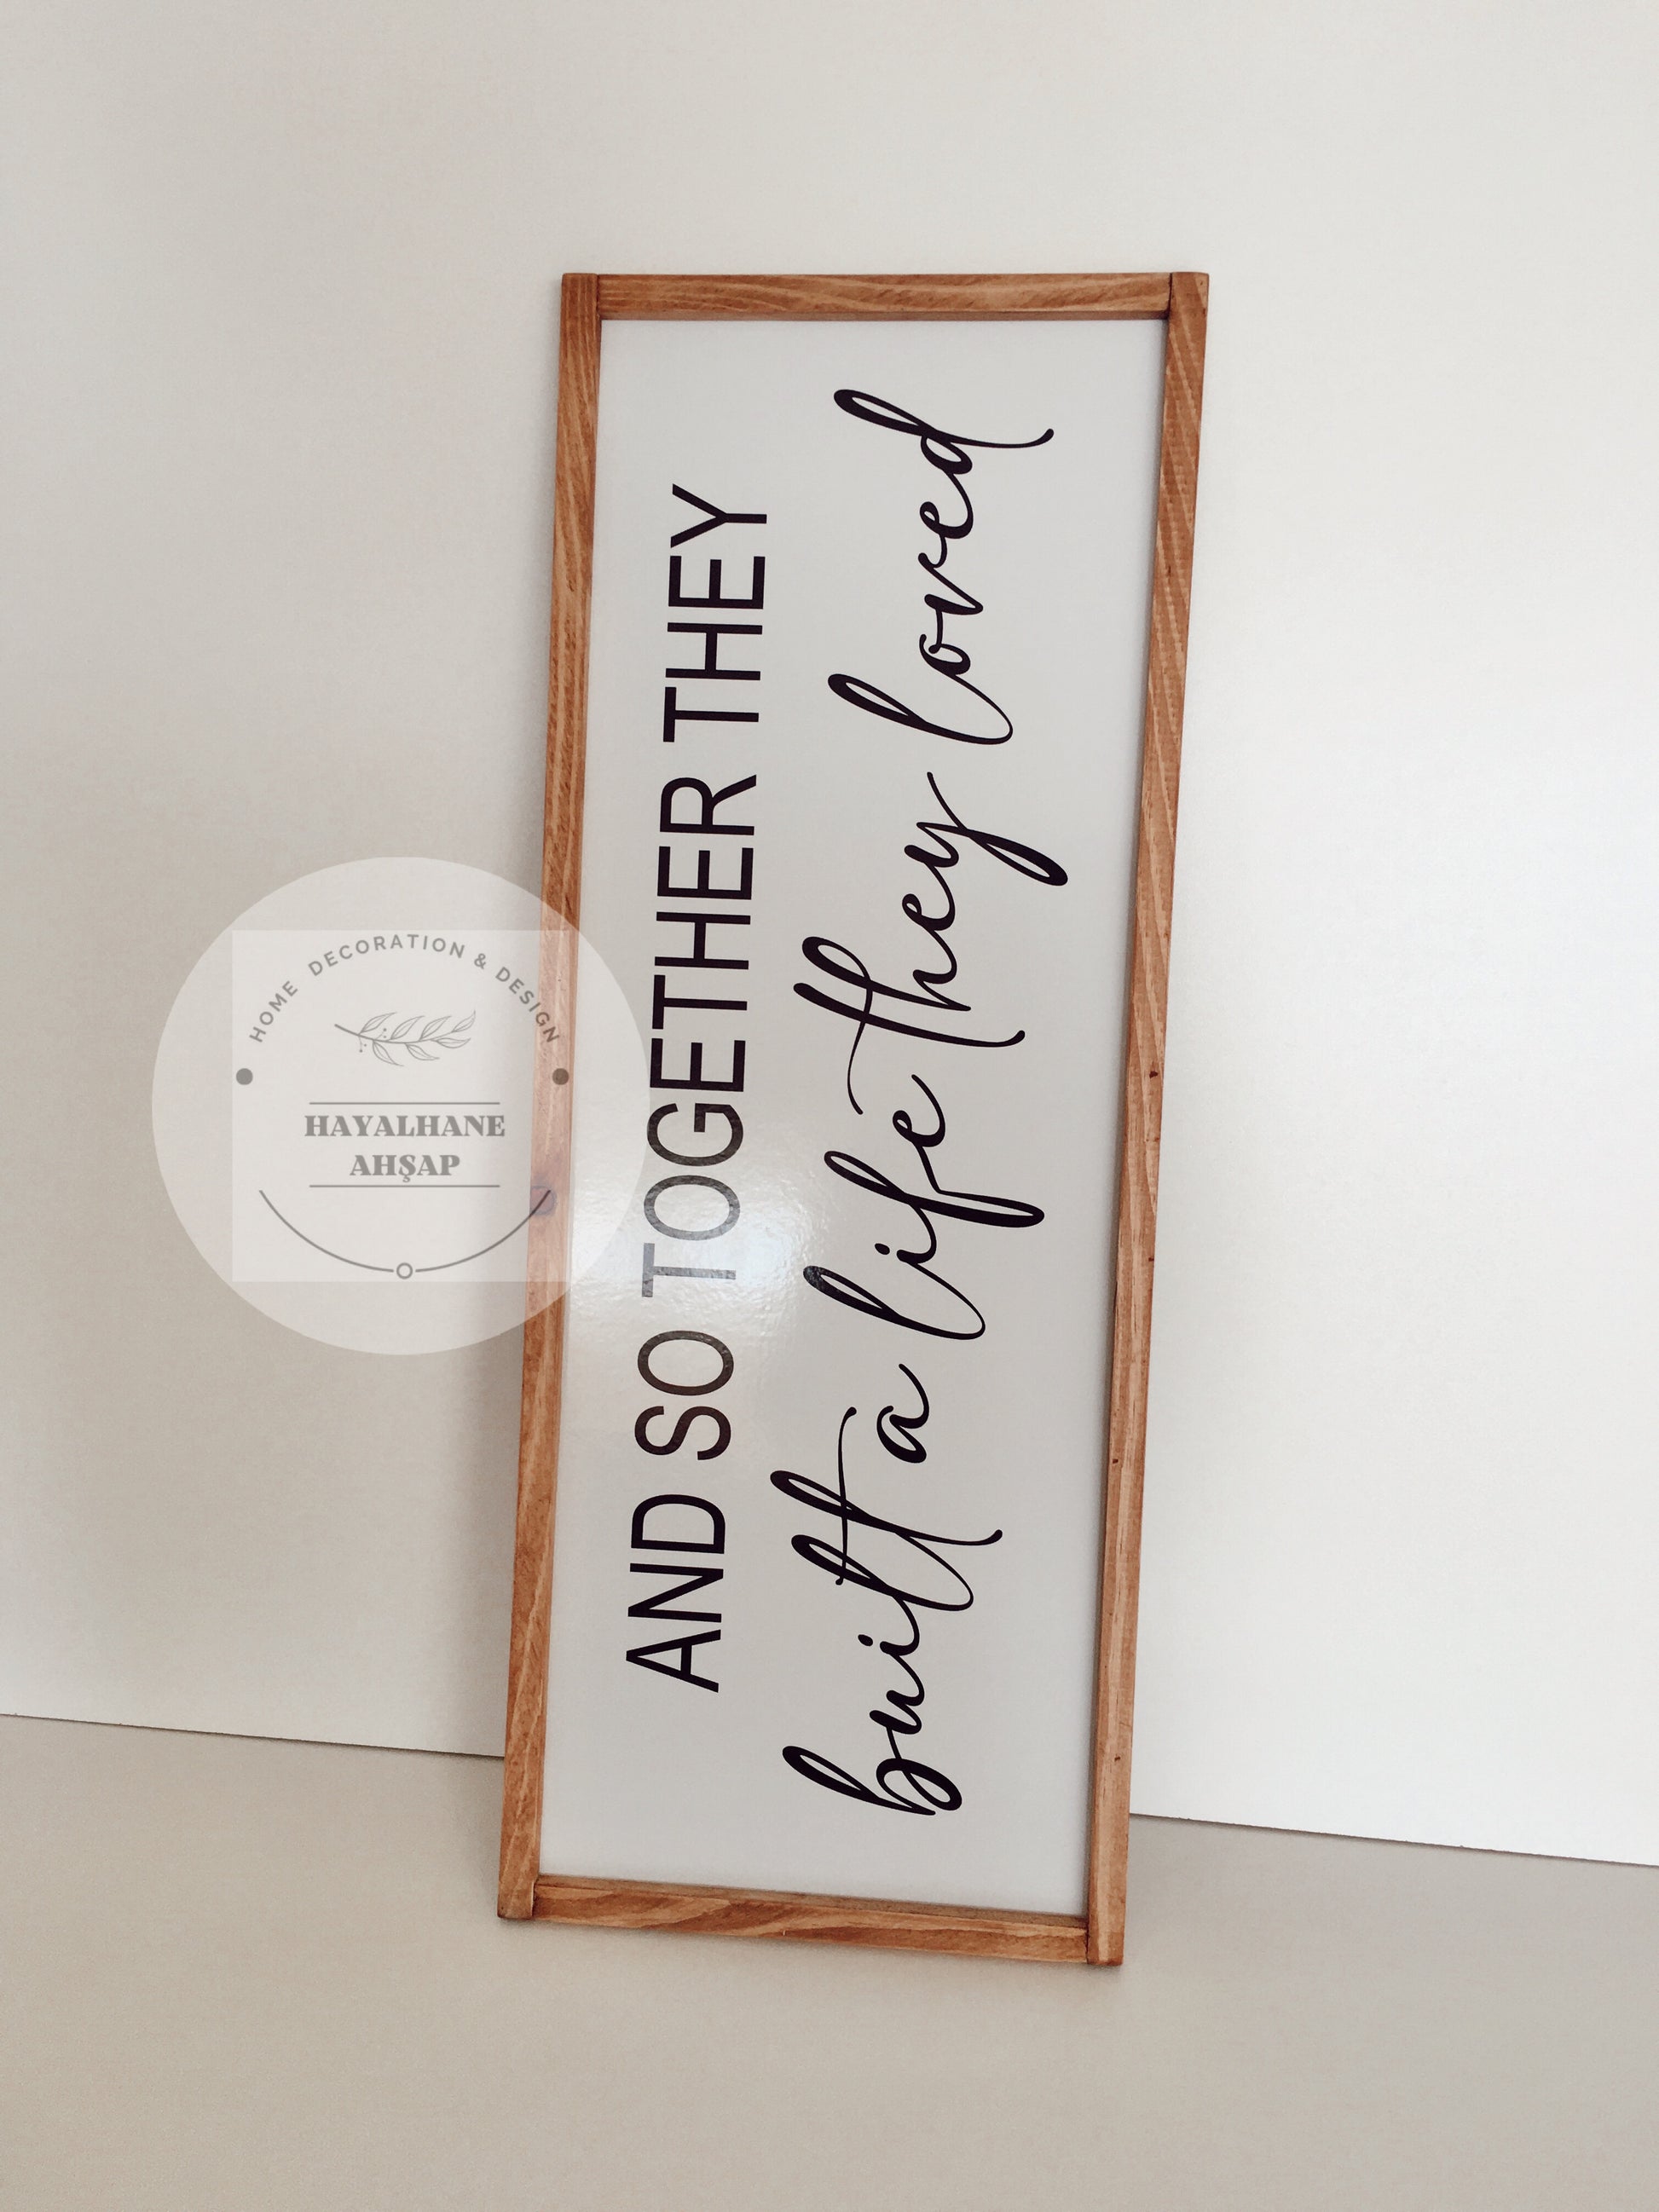 AND SO TOGETHER THEY
built a life they loved
HOME DECORATION & DESIGN
HAYALHANE
AHŞAP